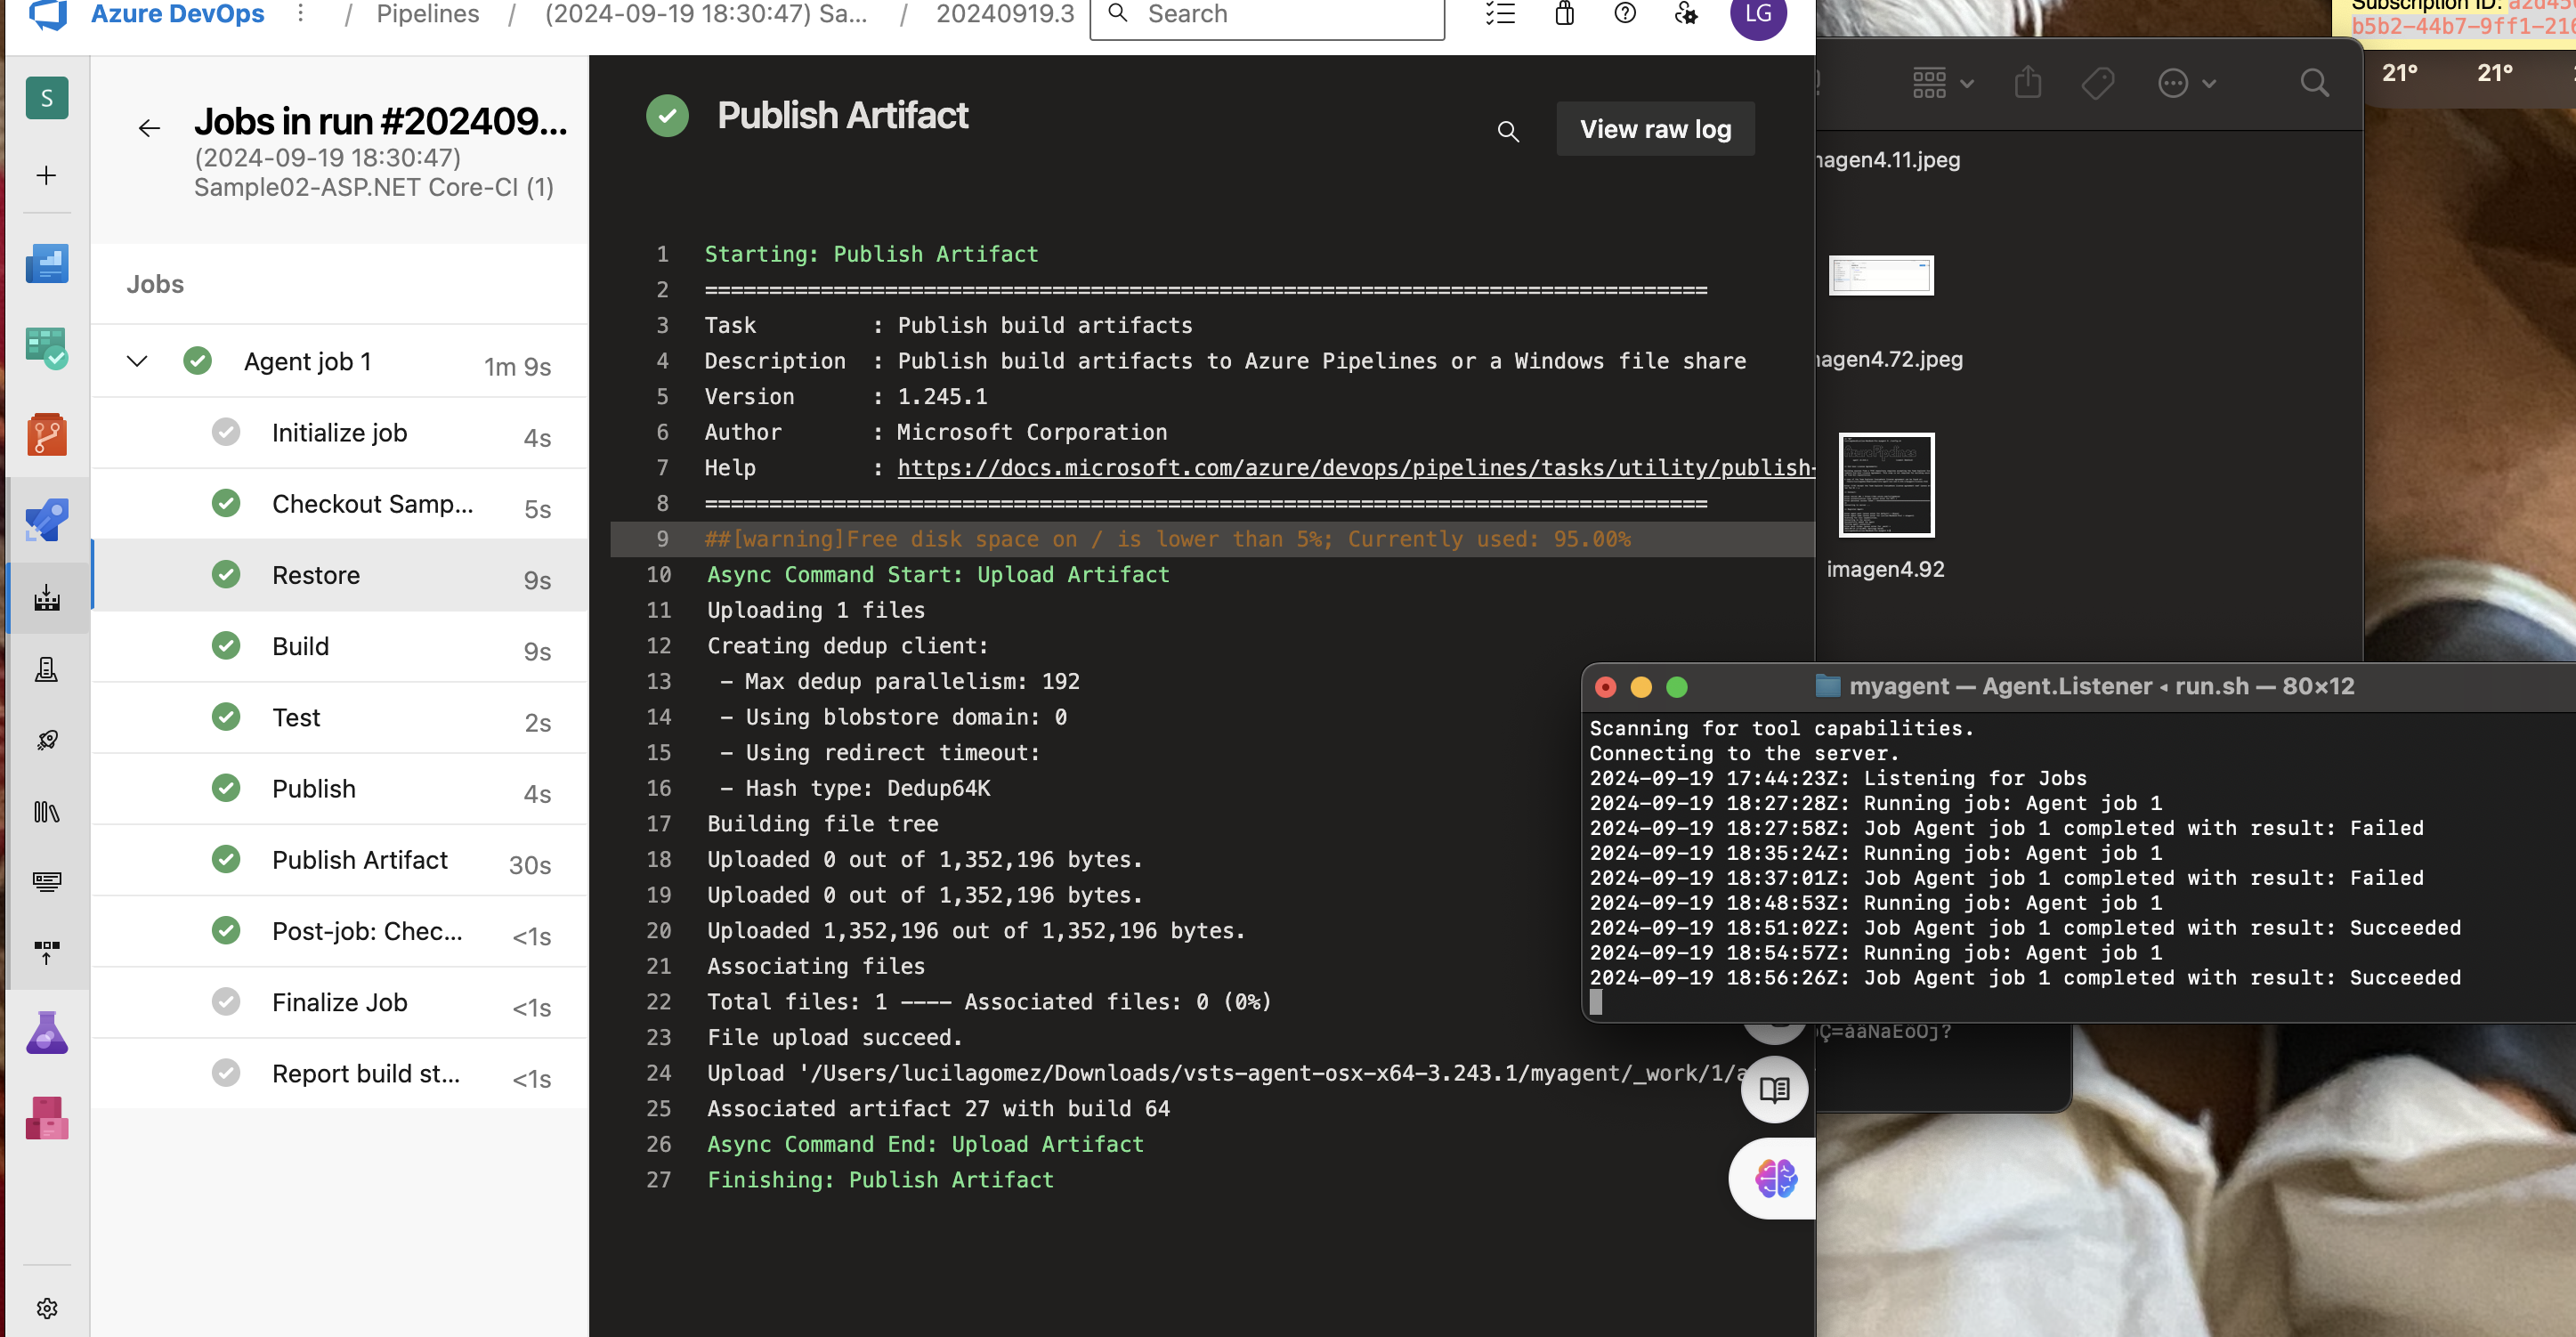 Azure DevOps / Pipelines / (2024-09-19 18:30:47) Sa... / 20240919.3 Search LG
S
Jobs in run #202409...
(2024-09-19 18:30:47)
Sample02-ASP.NET Core-CI (1)
Jobs
Agent job 1 1m 9s
Initialize job 4s
Checkout Samp... 5s
Restore 9s
Build 9s
Test 2s
Publish 4s
Publish Artifact 30s
Post-job: Chec... <1s
Finalize Job <1s
Report build st... <1s
Publish Artifact
View raw log
1 Starting: Publish Artifact
2 ==============================================================================
3 Task : Publish build artifacts
4 Description : Publish build artifacts to Azure Pipelines or a Windows file share
5 Version : 1.245.1
6 Author : Microsoft Corporation
7 Help : https://docs.microsoft.com/azure/devops/pipelines/tasks/utility/publish-
8 ==============================================================================
9 ##[warning]Free disk space on / is lower than 5%; Currently used: 95.00%
10 Async Command Start: Upload Artifact
11 Uploading 1 files
12 Creating dedup client:
13 - Max dedup parallelism: 192
14 - Using blobstore domain: 0
15 - Using redirect timeout:
16 - Hash type: Dedup64K
17 Building file tree
18 Uploaded 0 out of 1,352,196 bytes.
19 Uploaded 0 out of 1,352,196 bytes.
20 Uploaded 1,352,196 out of 1,352,196 bytes.
21 Associating files
22 Total files: 1 ---- Associated files: 0 (0%)
23 File upload succeed.
24 Upload '/Users/lucilagomez/Downloads/vsts-agent-osx-x64-3.243.1/myagent/_work/1/a
25 Associated artifact 27 with build 64
26 Async Command End: Upload Artifact
27 Finishing: Publish Artifact
Subscription ID: a2d45
b5b2-44b7-9ff1-216
21° 21°
nagen4.11.jpeg
nagen4.72.jpeg
imagen4.92
myagent — Agent.Listener ◂ run.sh — 80×12
Scanning for tool capabilities.
Connecting to the server.
2024-09-19 17:44:23Z: Listening for Jobs
2024-09-19 18:27:28Z: Running job: Agent job 1
2024-09-19 18:27:58Z: Job Agent job 1 completed with result: Failed
2024-09-19 18:35:24Z: Running job: Agent job 1
2024-09-19 18:37:01Z: Job Agent job 1 completed with result: Failed
2024-09-19 18:48:53Z: Running job: Agent job 1
2024-09-19 18:51:02Z: Job Agent job 1 completed with result: Succeeded
2024-09-19 18:54:57Z: Running job: Agent job 1
2024-09-19 18:56:26Z: Job Agent job 1 completed with result: Succeeded